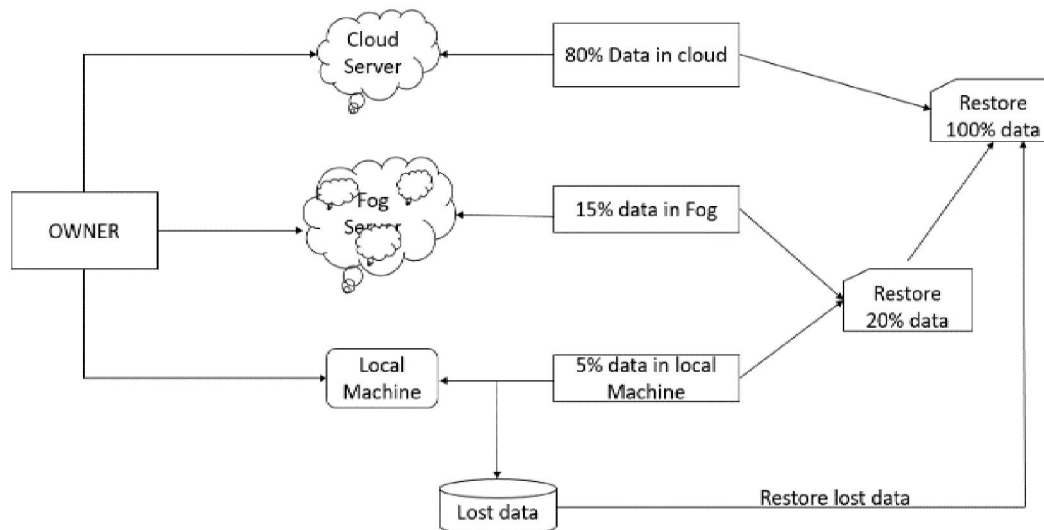 Cloud
Server
80% Data in cloud
Restore
100% data
OWNER
Fog
Server
15% data in Fog
Restore
20% data
Local
Machine
5% data in local
Machine
Lost data
Restore lost data